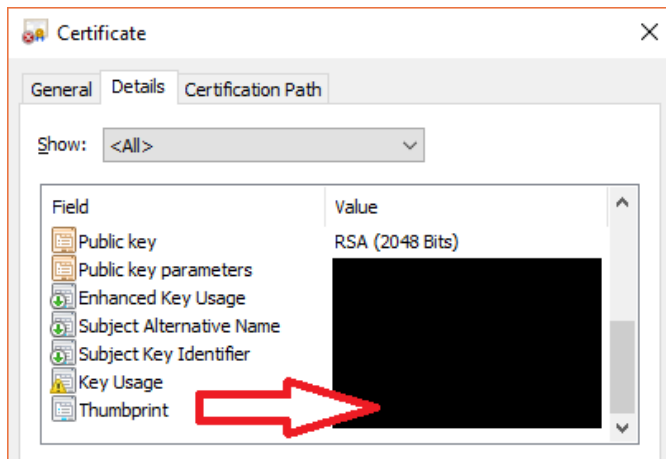 Certificate
General Details Certification Path
Show: <All>
Field Value
Public key RSA (2048 Bits)
Public key parameters
Enhanced Key Usage
Subject Alternative Name
Subject Key Identifier
Key Usage
Thumbprint